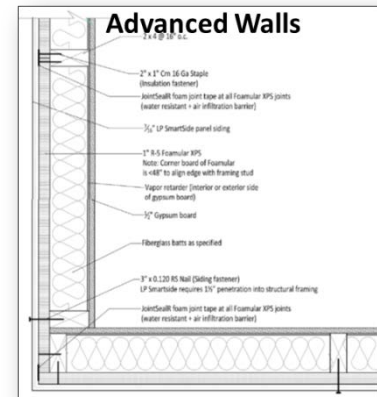 Advanced Walls
2 x 4 @ 16" o.c.
2" x 1" Crn 16 Ga Staple
(Insulation fastener)
JointSealR foam joint tape at all Foamular XPS joints
(water resistant + air infiltration barrier)
7/16" LP SmartSide panel siding
1" R-5 Foamular XPS
Note: Corner board of Foamular
is <48" to align edge with framing stud
Vapor retarder (interior or exterior side
of gypsum board)
½" Gypsum board
Fiberglass batts as specified
3" x 0.120 RS Nail (Siding fastener)
LP Smartside requires 1½" penetration into structural framing
JointSealR foam joint tape at all Foamular XPS joints
(water resistant + air infiltration barrier)